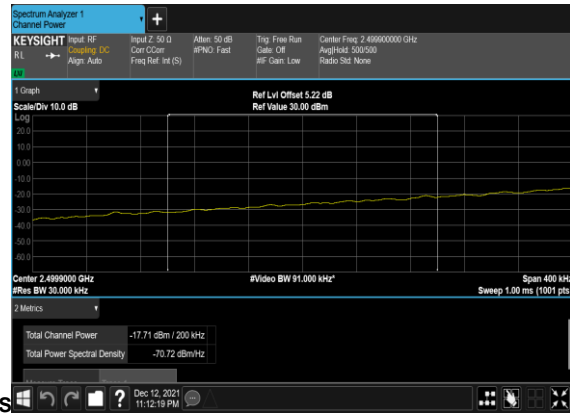 Spectrum Analyzer 1
Channel Power
+
KEYSIGHT Input: RF Input Z: 50 Ω Atten: 50 dB Trig: Free Run Center Freq: 2.499900000 GHz
RL Coupling: DC Corr CCorr #PNO: Fast Gate: Off Avg|Hold: 500/500
Align: Auto Freq Ref: Int (S) #IF Gain: Low Radio Std: None
1 Graph
Ref Lvl Offset 5.22 dB
Scale/Div 10.0 dB Ref Value 30.00 dBm
Log
20.0
10.0
0.00
-10.0
-20.0
-30.0
-40.0
-50.0
-60.0
Center 2.4999000 GHz #Video BW 91.000 kHz* Span 400 kHz
#Res BW 30.000 kHz Sweep 1.00 ms (1001 pts
2 Metrics
Total Channel Power -17.71 dBm / 200 kHz
Total Power Spectral Density -70.72 dBm/Hz
s
? Dec 12, 2021
11:12:19 PM